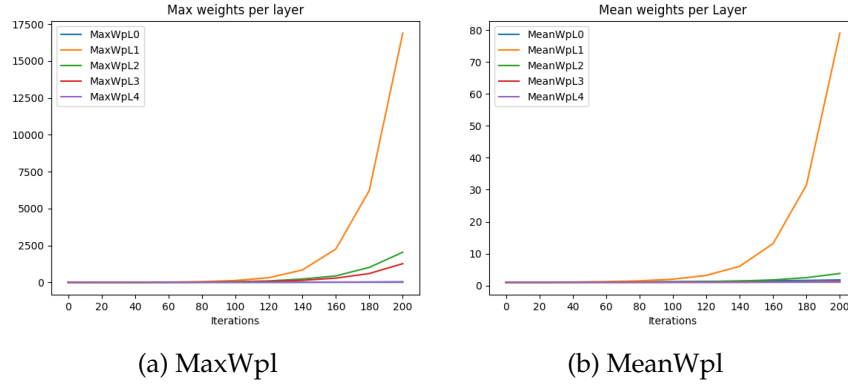 Max weights per layer
17500
15000
12500
10000
7500
5000
2500
0
MaxWpL0
MaxWpL1
MaxWpL2
MaxWpL3
MaxWpL4
0 20 40 60 80 100 120 140 160 180 200
Iterations
(a) MaxWpl
Mean weights per Layer
80
70
60
50
40
30
20
10
0
MeanWpL0
MeanWpL1
MeanWpL2
MeanWpL3
MeanWpL4
0 20 40 60 80 100 120 140 160 180 200
Iterations
(b) MeanWpl